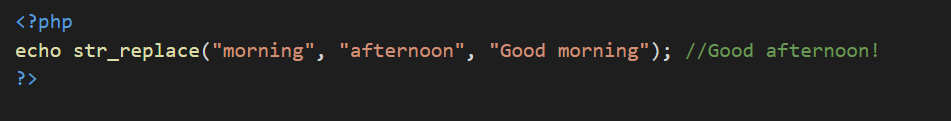 <?php
echo str_replace("morning", "afternoon", "Good morning"); //Good afternoon!
?>